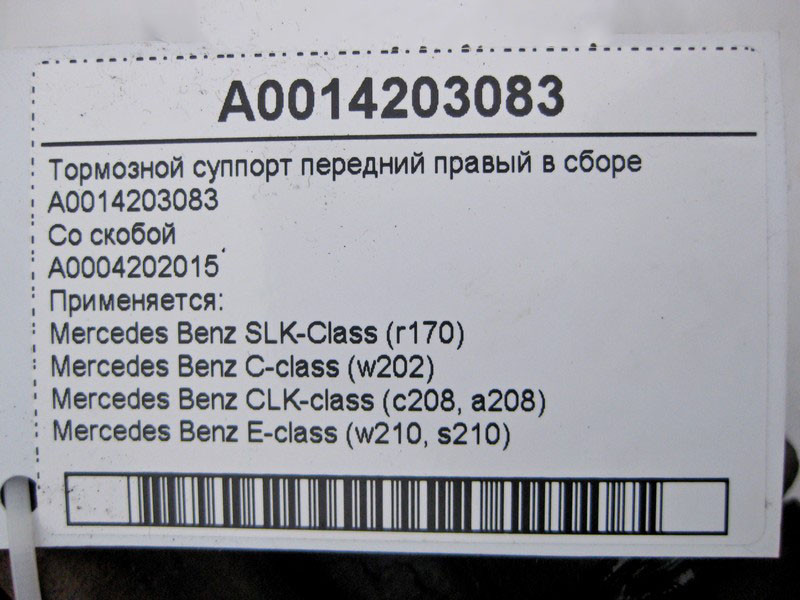 A0014203083
Тормозной суппорт передний правый в сборе
A0014203083
Со скобой
A0004202015
Применяется:
Mercedes Benz SLK-Class (r170)
Mercedes Benz C-class (w202)
Mercedes Benz CLK-class (c208, a208)
Mercedes Benz E-class (w210, s210)